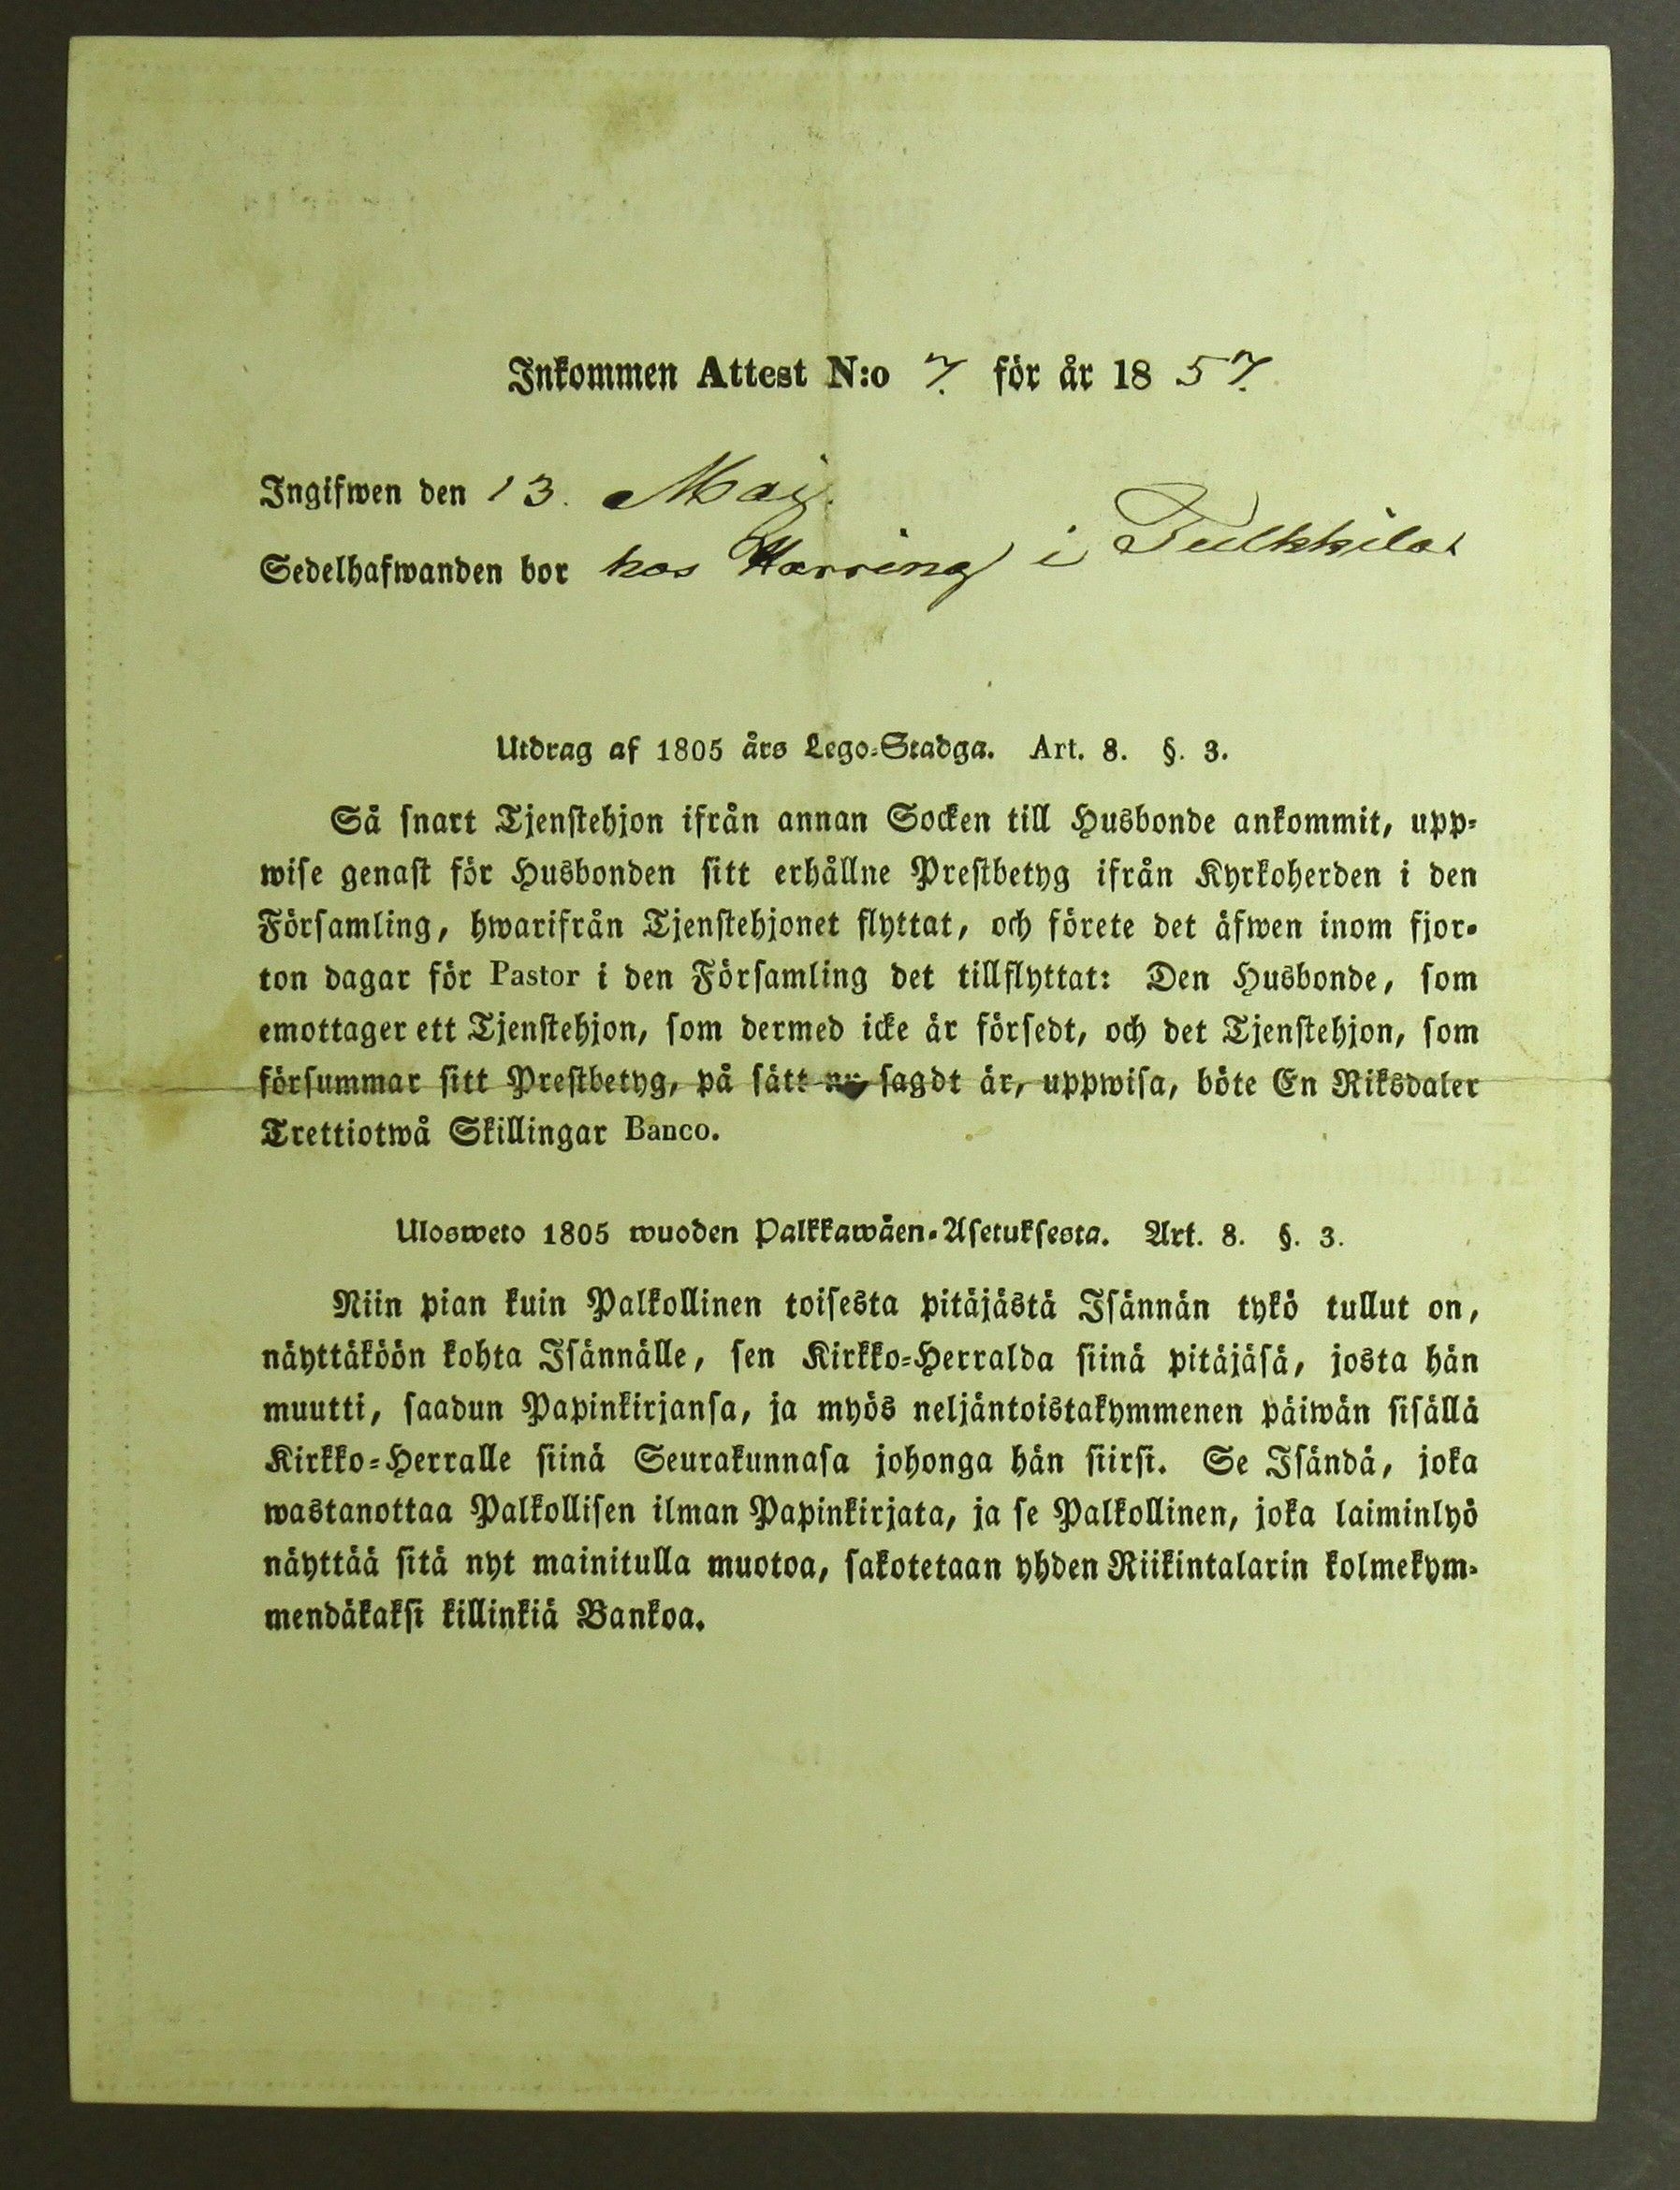 Inkommen Attest N:o 7. för år 1857.
Ingifwen den 13. Maj.
Sedelhafwanden bor hos Harring i Tulkkila
Utdrag af 1805 års Lego-Stadga. Art. 8. §. 3.
Så snart Tjenstehjon ifrån annan Socken till Husbonde ankommit, upp-
wise genast för Husbonden sitt erhållne Prestbetyg ifrån Kyrkoherden i den
Församling, hwarifrån Tjenstehjonet flyttat, och förete det äfwen inom fjor-
ton dagar för Pastor i den Församling det tillflyttat: Den Husbonde, som
emottager ett Tjenstehjon, som dermed icke är försedt, och det Tjenstehjon, som
försummar sitt Prestbetyg, på sätt nu sagdt är, uppwisa, böte En Riksdaler
Trettiotwå Skillingar Banco.
Ulosweto 1805 wuoden Palkkawäen-Asetuksesta. Art. 8. §. 3.
Niin pian kuin Palkollinen toisesta pitäjästä Isännän tykö tullut on,
näyttäköön kohta Isännälle, sen Kirkko-Herralda siinä pitäjäsä, josta hän
muutti, saadun Papinkirjansa, ja myös neljäntoistakymmenen päiwän sisällä
Kirkko-Herralle siinä Seurakunnasa johonga hän siirsi. Se Isändä, joka
wastanottaa Palkollisen ilman Papinkirjata, ja se Palkollinen, joka laiminlyö
näyttää sitä nyt mainitulla muotoa, sakotetaan yhden Riikintalarin kolmekym-
mendäkaksi killinkiä Bankoa.